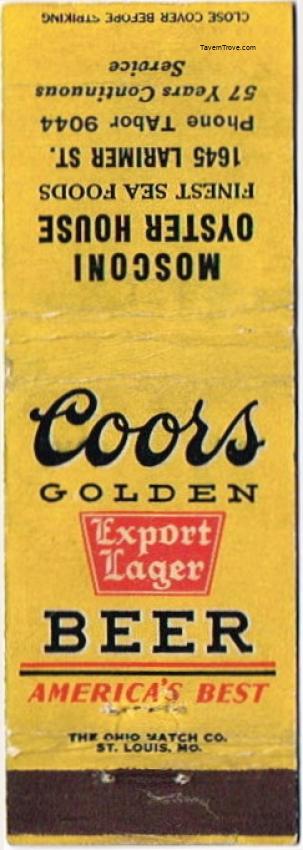 TavernTrove.com
MOSCONI
OYSTER HOUSE
FINEST SEA FOODS
1645 LARIMER ST.
Phone TAbor 9044
57 Years Continuous
Service
CLOSE COVER BEFORE STRIKING
Coors
GOLDEN
Export
Lager
BEER
AMERICA'S BEST
THE OHIO MATCH CO.
ST. LOUIS, MO.